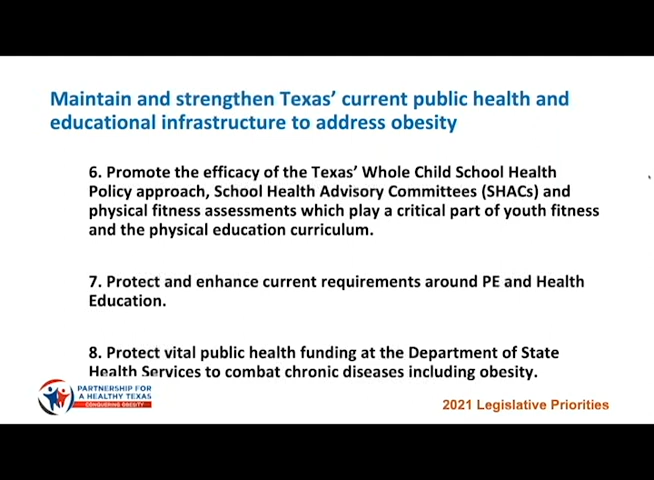 Maintain and strengthen Texas' current public health and
educational infrastructure to address obesity
6. Promote the efficacy of the Texas' Whole Child School Health
Policy approach, School Health Advisory Committees (SHACs) and
physical fitness assessments which play a critical part of youth fitness
and the physical education curriculum.
7. Protect and enhance current requirements around PE and Health
Education.
8. Protect vital public health funding at the Department of State
Health Services to combat chronic diseases including obesity.
PARTNERSHIP FOR
A HEALTHY TEXAS
CONQUERING OBESITY
2021 Legislative Priorities